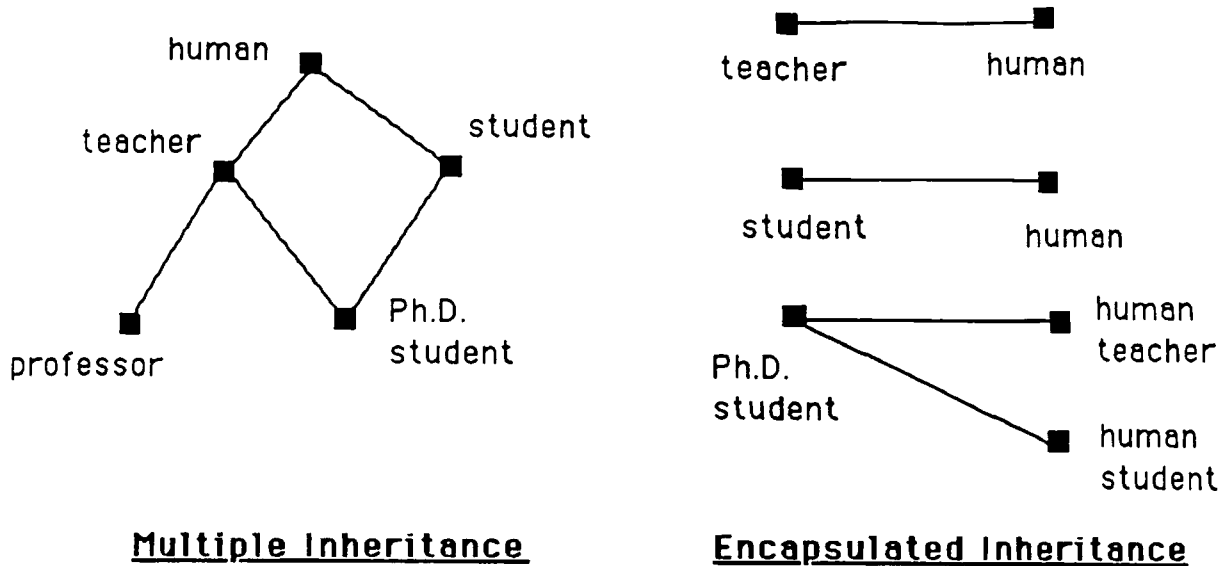 human
teacher
student
professor
Ph.D.
student
Multiple Inheritance
teacher
human
student
human
Ph.D.
student
human
teacher
human
student
Encapsulated Inheritance